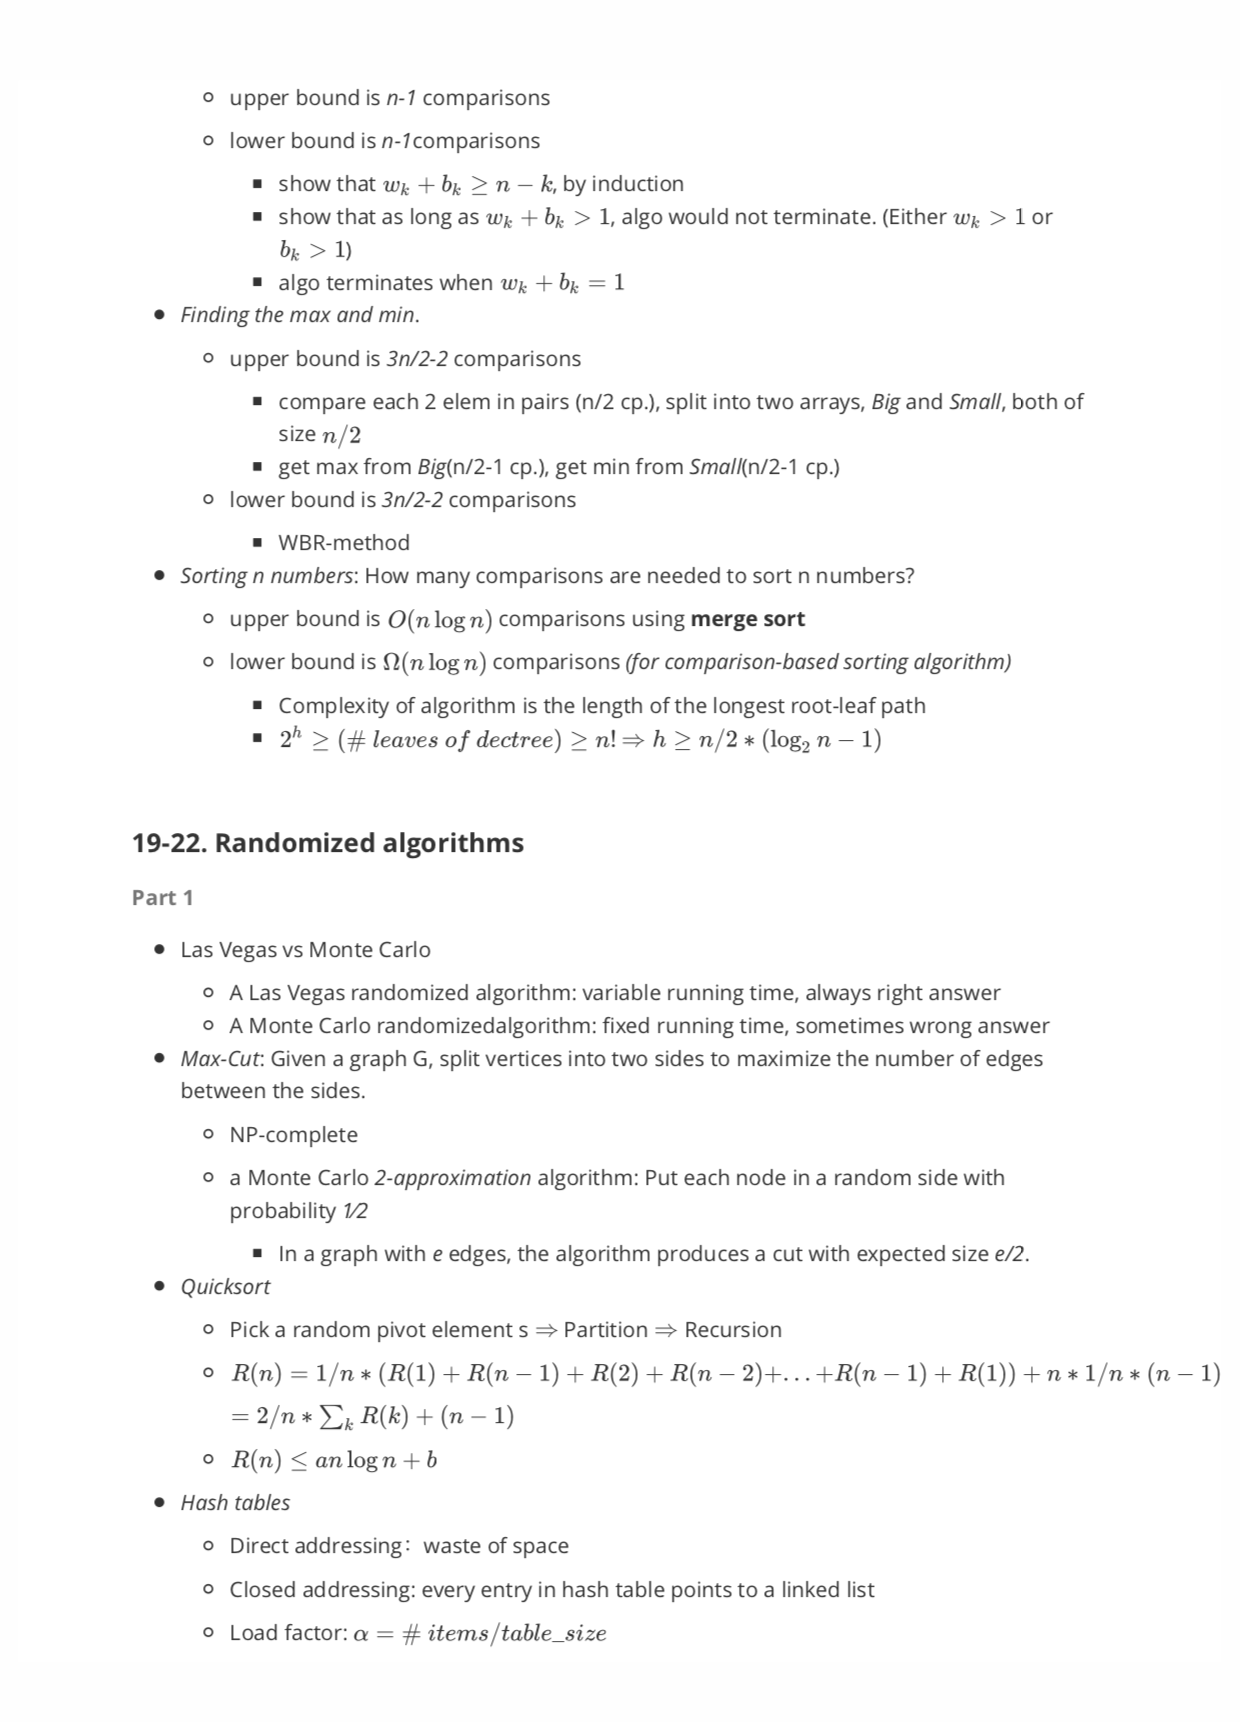 upper bound is n-1 comparisons
lower bound is n-1comparisons
show that w_k + b_k ≥ n − k, by induction
show that as long as w_k + b_k > 1, algo would not terminate. (Either w_k > 1 or
b_k > 1)
algo terminates when w_k + b_k = 1
Finding the max and min.
upper bound is 3n/2-2 comparisons
compare each 2 elem in pairs (n/2 cp.), split into two arrays, Big and Small, both of
size n/2
get max from Big(n/2-1 cp.), get min from Small(n/2-1 cp.)
lower bound is 3n/2-2 comparisons
WBR-method
Sorting n numbers: How many comparisons are needed to sort n numbers?
upper bound is O(n log n) comparisons using merge sort
lower bound is Ω(n log n) comparisons (for comparison-based sorting algorithm)
Complexity of algorithm is the length of the longest root-leaf path
2^h ≥ (# leaves of dectree) ≥ n! ⇒ h ≥ n/2 ∗ (log_2 n − 1)
19-22. Randomized algorithms
Part 1
Las Vegas vs Monte Carlo
A Las Vegas randomized algorithm: variable running time, always right answer
A Monte Carlo randomizedalgorithm: fixed running time, sometimes wrong answer
Max-Cut: Given a graph G, split vertices into two sides to maximize the number of edges
between the sides.
NP-complete
a Monte Carlo 2-approximation algorithm: Put each node in a random side with
probability 1⁄2
In a graph with e edges, the algorithm produces a cut with expected size e/2.
Quicksort
Pick a random pivot element s ⇒ Partition ⇒ Recursion
R(n) = 1/n ∗ (R(1) + R(n − 1) + R(2) + R(n − 2)+. . . +R(n − 1) + R(1)) + n ∗ 1/n ∗ (n − 1)
= 2/n ∗ ∑_k R(k) + (n − 1)
R(n) ≤ an log n + b
Hash tables
Direct addressing：waste of space
Closed addressing: every entry in hash table points to a linked list
Load factor: α = # items/table_size